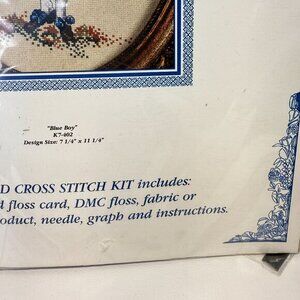 "Blue Boy"
K7-402
Design Size: 7 1/4" x 11 1/4"
D CROSS STITCH KIT includes:
d floss card, DMC floss, fabric or
oduct, needle, graph and instructions.